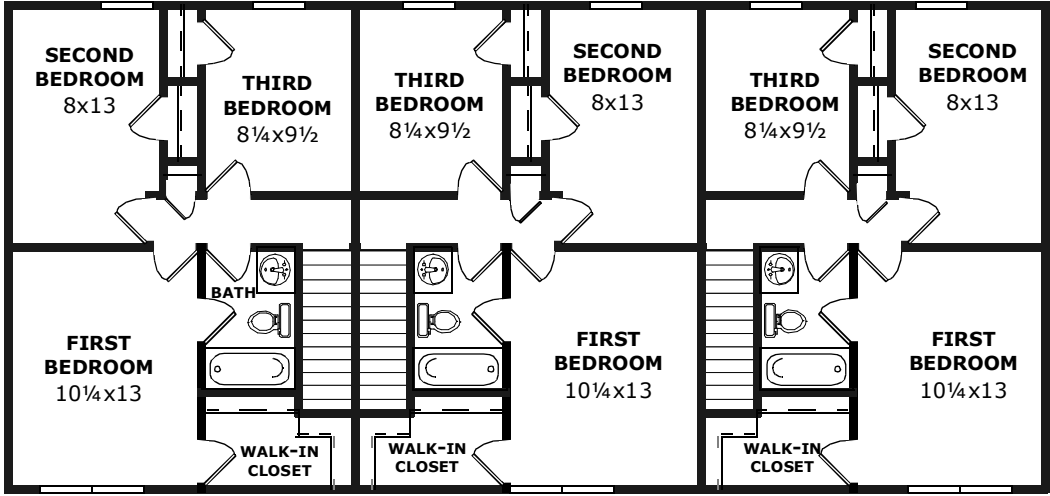 SECOND
BEDROOM
8x13
THIRD
BEDROOM
8¼x9½
THIRD
BEDROOM
8¼x9½
SECOND
BEDROOM
8x13
THIRD
BEDROOM
8¼x9½
SECOND
BEDROOM
8x13
BATH
FIRST
BEDROOM
10¼x13
FIRST
BEDROOM
10¼x13
FIRST
BEDROOM
10¼x13
WALK-IN
CLOSET
WALK-IN
CLOSET
WALK-IN
CLOSET